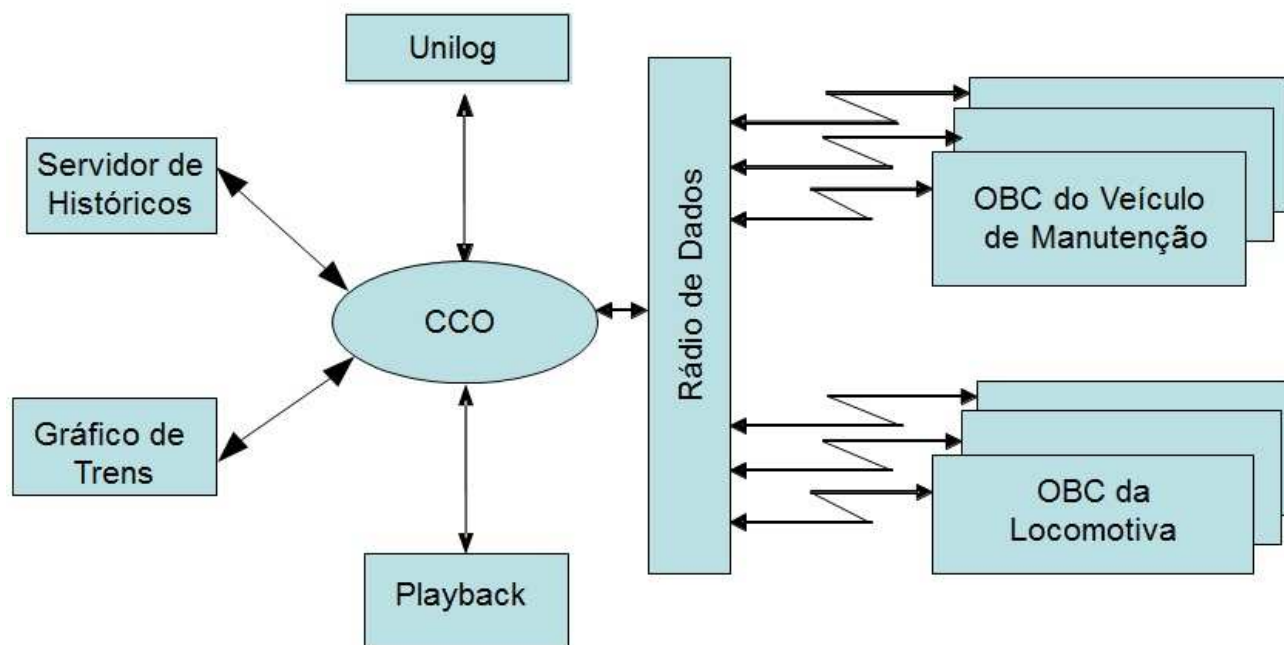 Unilog
Servidor de
Históricos
CCO
Gráfico de
Trens
Playback
Rádio de Dados
OBC do Veículo
de Manutenção
OBC da
Locomotiva